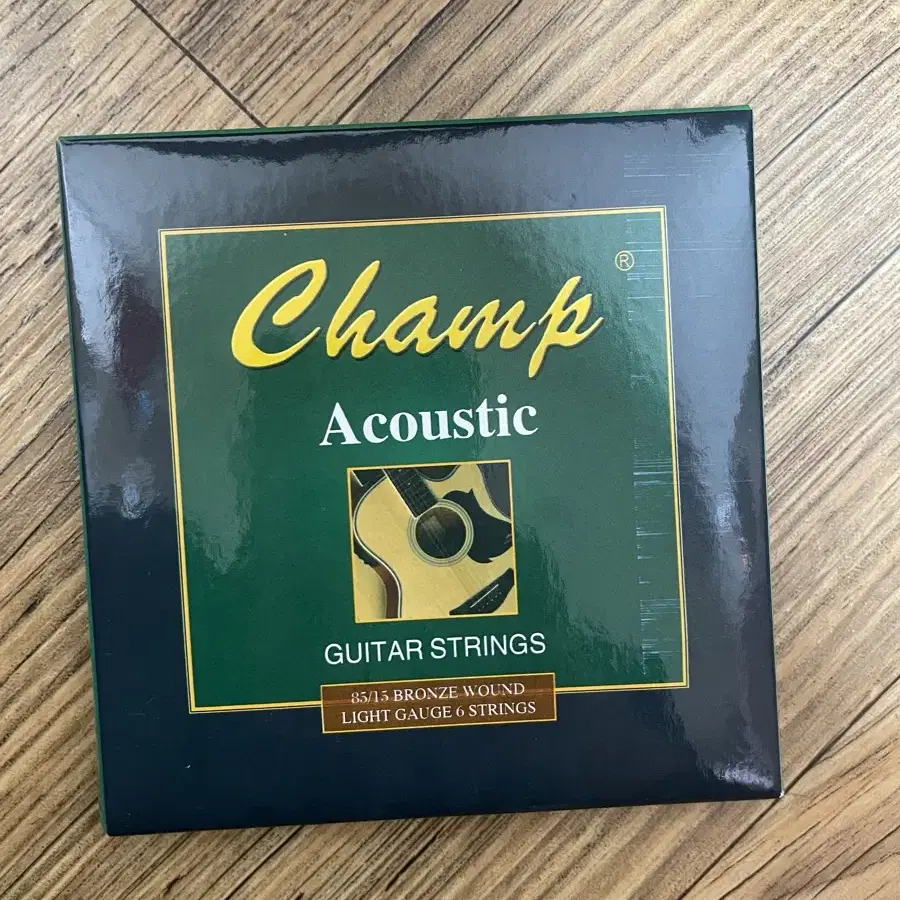 Champ ®
Acoustic
GUITAR STRINGS
85/15 BRONZE WOUND
LIGHT GAUGE 6 STRINGS